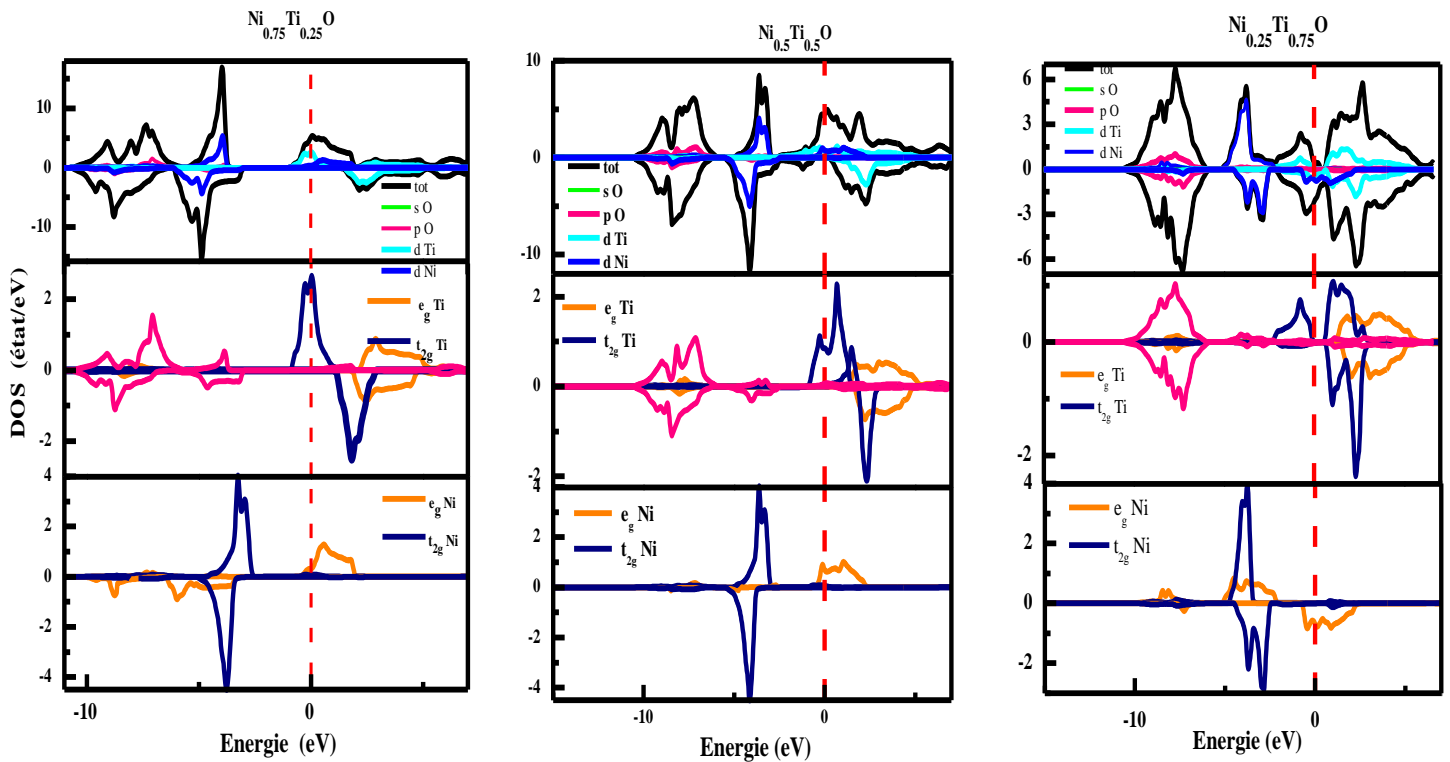 Ni0.75Ti0.25O
10
0
-10
tot
s O
p O
d Ti
d Ni
2
0
-2
eg Ti
t2g Ti
4
2
0
-2
-4
eg Ni
t2g Ni
-10
0
DOS (état/eV)
Energie (eV)
Ni0.5Ti0.5O
10
0
-10
tot
s O
p O
d Ti
d Ni
2
0
-2
eg Ti
t2g Ti
4
2
0
-2
-4
eg Ni
t2g Ni
-10
0
Energie (eV)
Ni0.25Ti0.75O
6
3
0
-3
-6
tot
s O
p O
d Ti
d Ni
2
0
-2
eg Ti
t2g Ti
4
2
0
-2
eg Ni
t2g Ni
-10
0
Energie (eV)